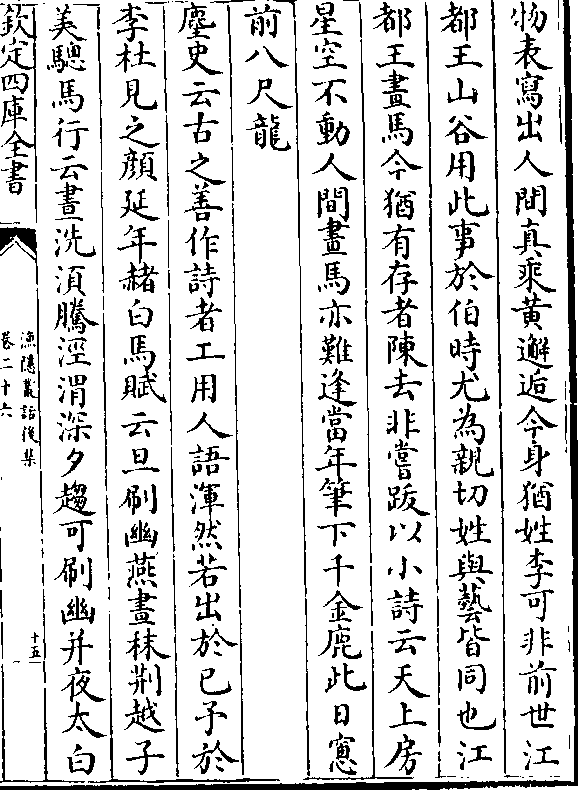 物表寫出人間真乘黄邂逅今身猶姓李可非前世江
都王山谷用此事於伯時尤為親切姓與藝皆同也江
都王畫馬今猶有存者陳去非嘗跋以小詩云天上房
星空不動人間畫馬亦難逢當年筆下千金鹿此日窻
前八尺龍
麈史云古之善作詩者工用人語渾然若出於已予於
李杜見之顔延年赭白馬賦云旦刷幽燕晝秣荆越子
美驄馬行云晝洗湏騰涇渭深夕趨可刷幽并夜太白
欽定四庫全書
漁隱叢話後集
卷二十六
十五